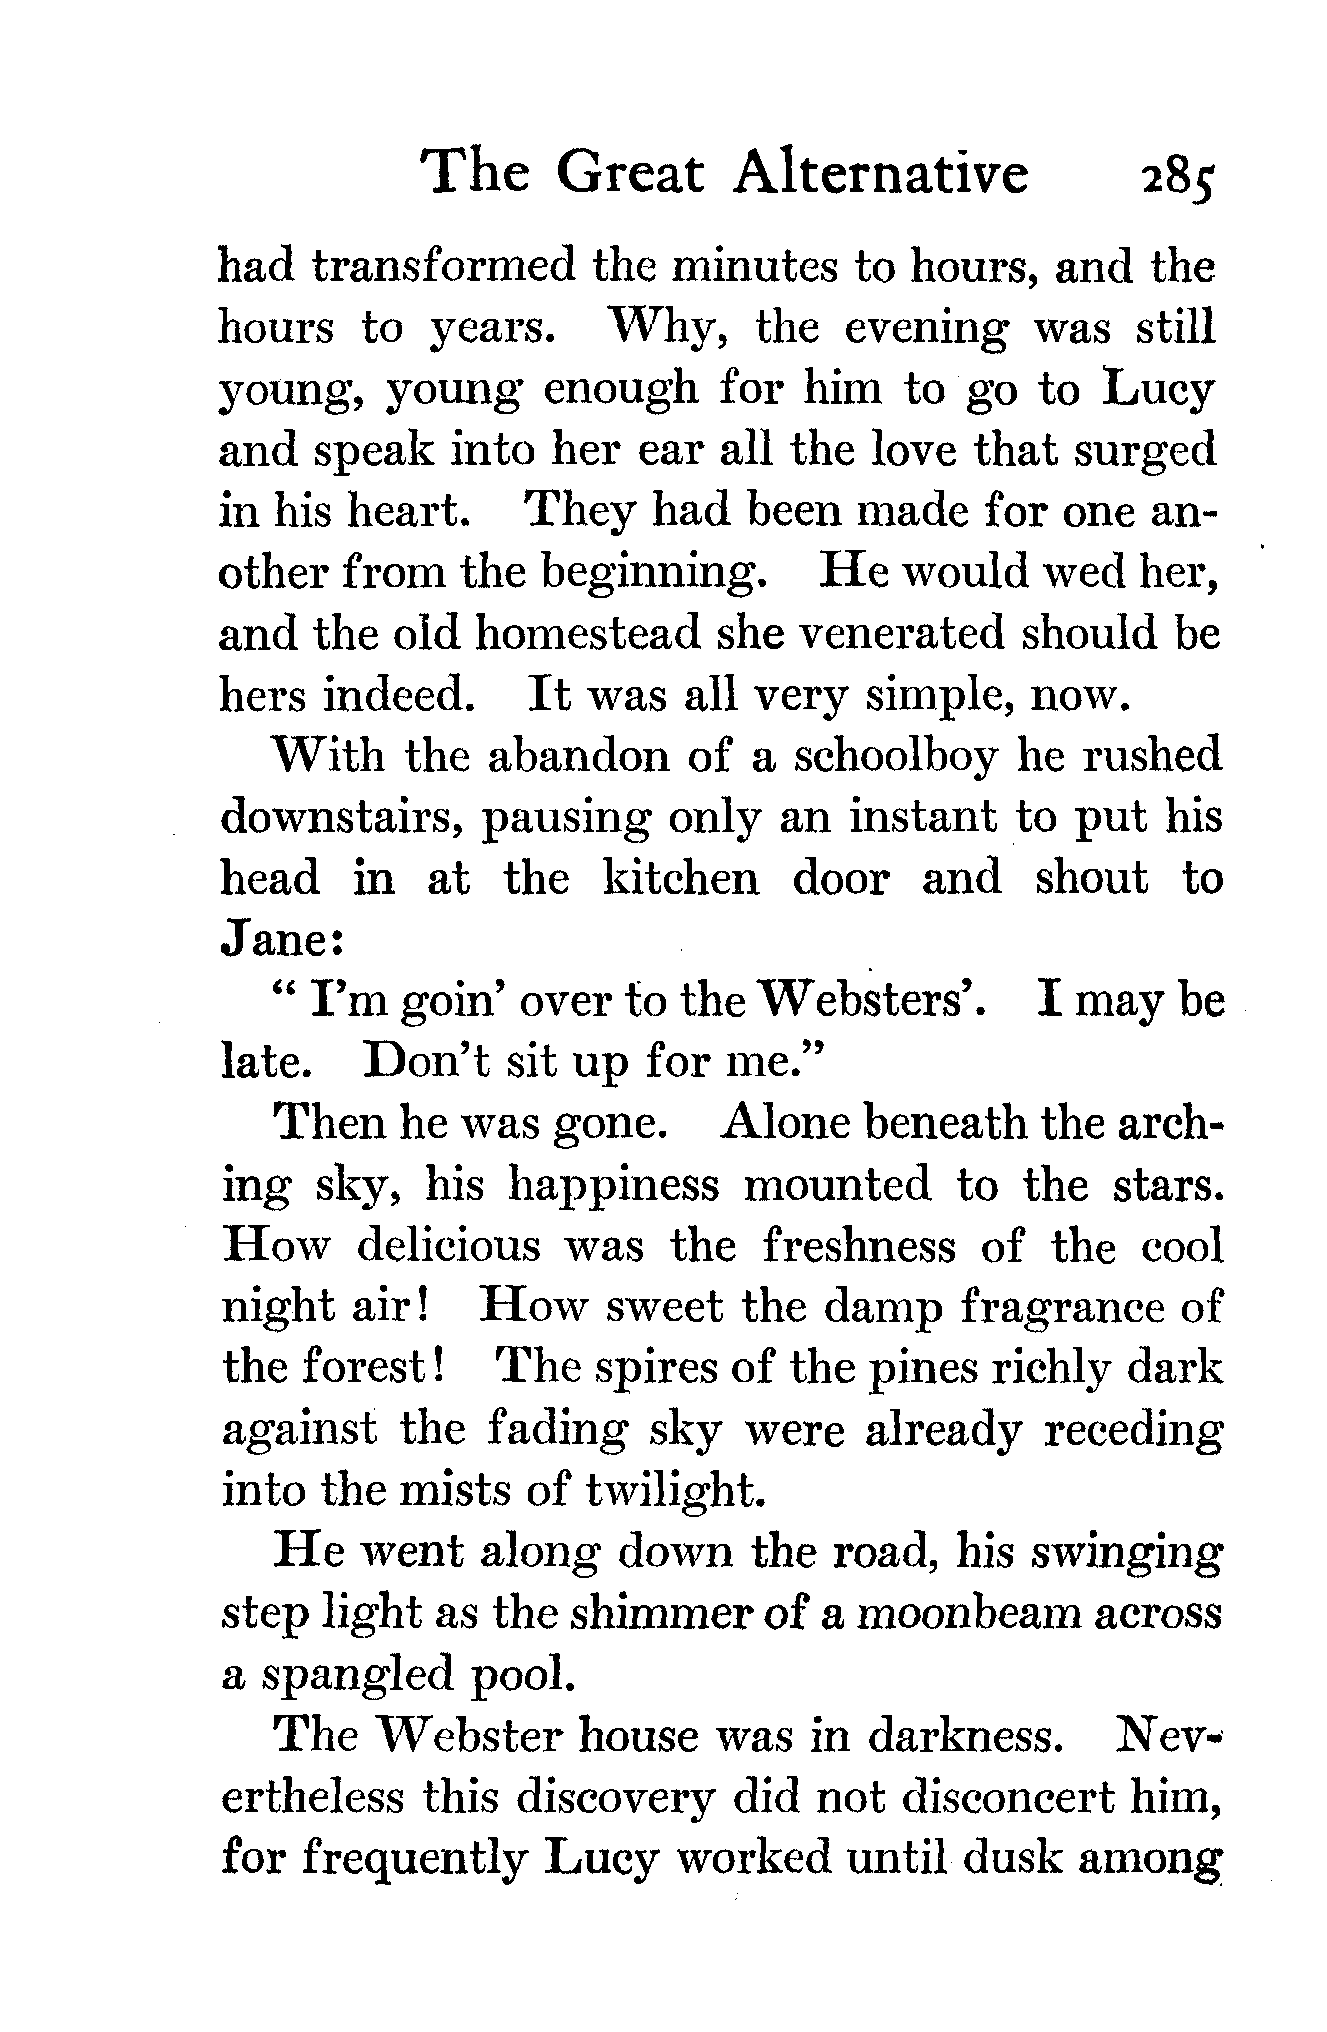 The Great Alternative 285
had transformed the minutes to hours, and the
hours to years. Why, the evening was still
young, young enough for him to go to Lucy
and speak into her ear all the love that surged
in his heart. They had been made for one an-
other from the beginning. He would wed her,
and the old homestead she venerated should be
hers indeed. It was all very simple, now.
With the abandon of a schoolboy he rushed
downstairs, pausing only an instant to put his
head in at the kitchen door and shout to
Jane:
" I'm goin' over to the Websters'. I may be
late. Don't sit up for me."
Then he was gone. Alone beneath the arch-
ing sky, his happiness mounted to the stars.
How delicious was the freshness of the cool
night air! How sweet the damp fragrance of
the forest! The spires of the pines richly dark
against the fading sky were already receding
into the mists of twilight.
He went along down the road, his swinging
step light as the shimmer of a moonbeam across
a spangled pool.
The Webster house was in darkness. Nev-
ertheless this discovery did not disconcert him,
for frequently Lucy worked until dusk among